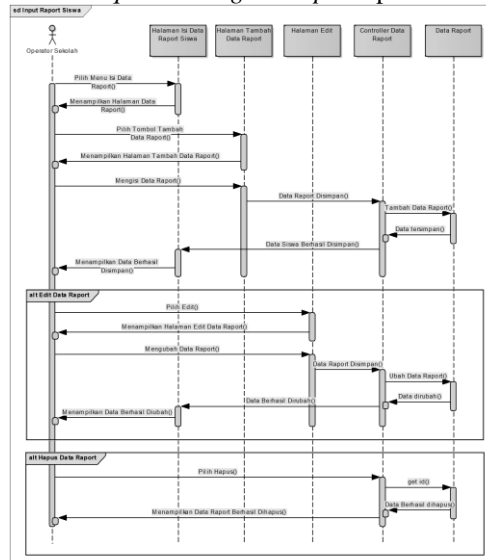 sd Input Raport Siswa
Operator Sekolah
Halaman Isi Data
Raport Siswa
Halaman Tambah
Data Raport
Halaman Edit
Controller Data
Raport
Data Raport
Pilih Menu Isi Data
Raport()
Menampilkan Halaman Data
Raport()
Pilih Tombol Tambah
Data Raport()
Menampilkan Halaman Tambah Data Raport()
Mengisi Data Raport()
Data Raport Disimpan()
Tambah Data Raport()
Data tersimpan()
Data Siswa Berhasil Disimpan()
Menampilkan Data Berhasil
Disimpan()
alt Edit Data Raport
Pilih Edit()
Menampilkan Halaman Edit Data Raport()
Mengubah Data Raport()
Data Raport Disimpan()
Ubah Data Raport()
Data dirubah()
Data Berhasil Dirubah()
Menampilkan Data Berhasil Diubah()
alt Hapus Data Raport
Pilih Hapus()
get id()
Data Berhasil dihapus()
Menampilkan Data Raport Berhasil Dihapus()